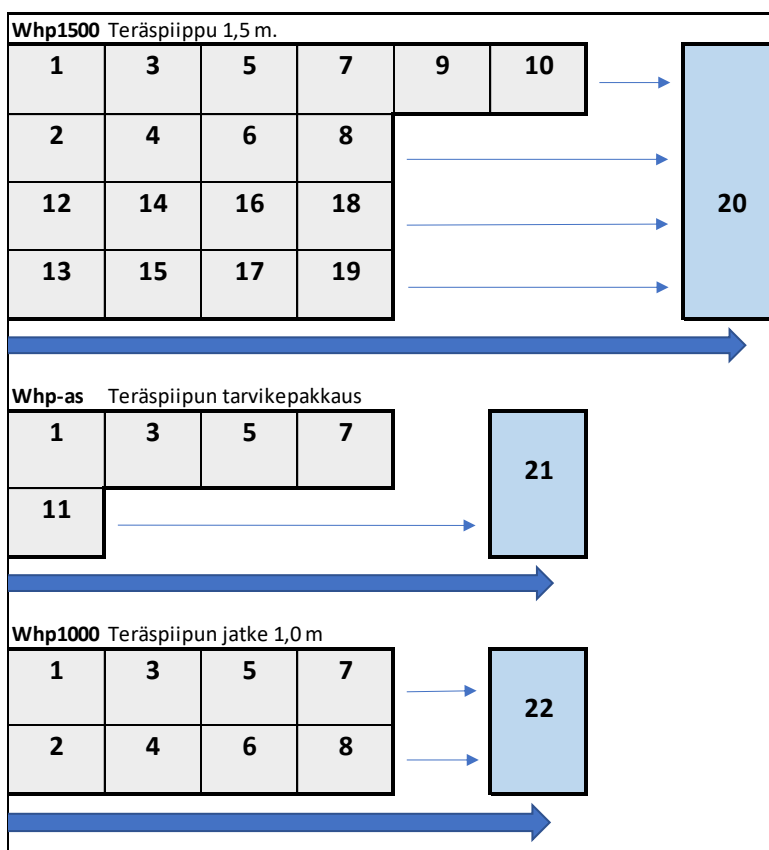 Whp1500 Teräspiippu 1,5 m.
1 3 5 7 9 10
2 4 6 8
12 14 16 18 20
13 15 17 19
Whp-as Teräspiipun tarvikepakkaus
1 3 5 7
21
11
Whp1000 Teräspiipun jatke 1,0 m
1 3 5 7
22
2 4 6 8